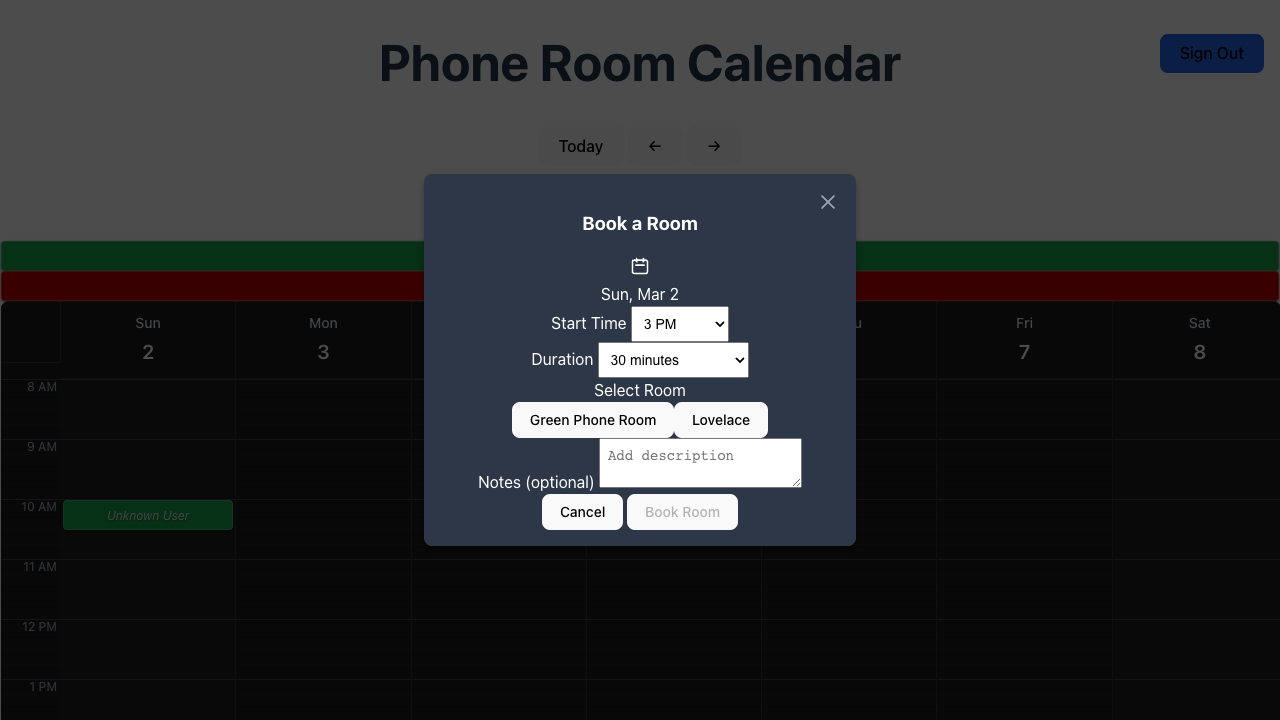 Phone Room Calendar
Sign Out
Today ← →
Book a Room
Sun, Mar 2
Start Time 3 PM
Duration 30 minutes
Select Room
Green Phone Room Lovelace
Notes (optional) Add description
Cancel Book Room
Sun Mon Fri Sat
2 3 7 8
8 AM
9 AM
10 AM Unknown User
11 AM
12 PM
1 PM